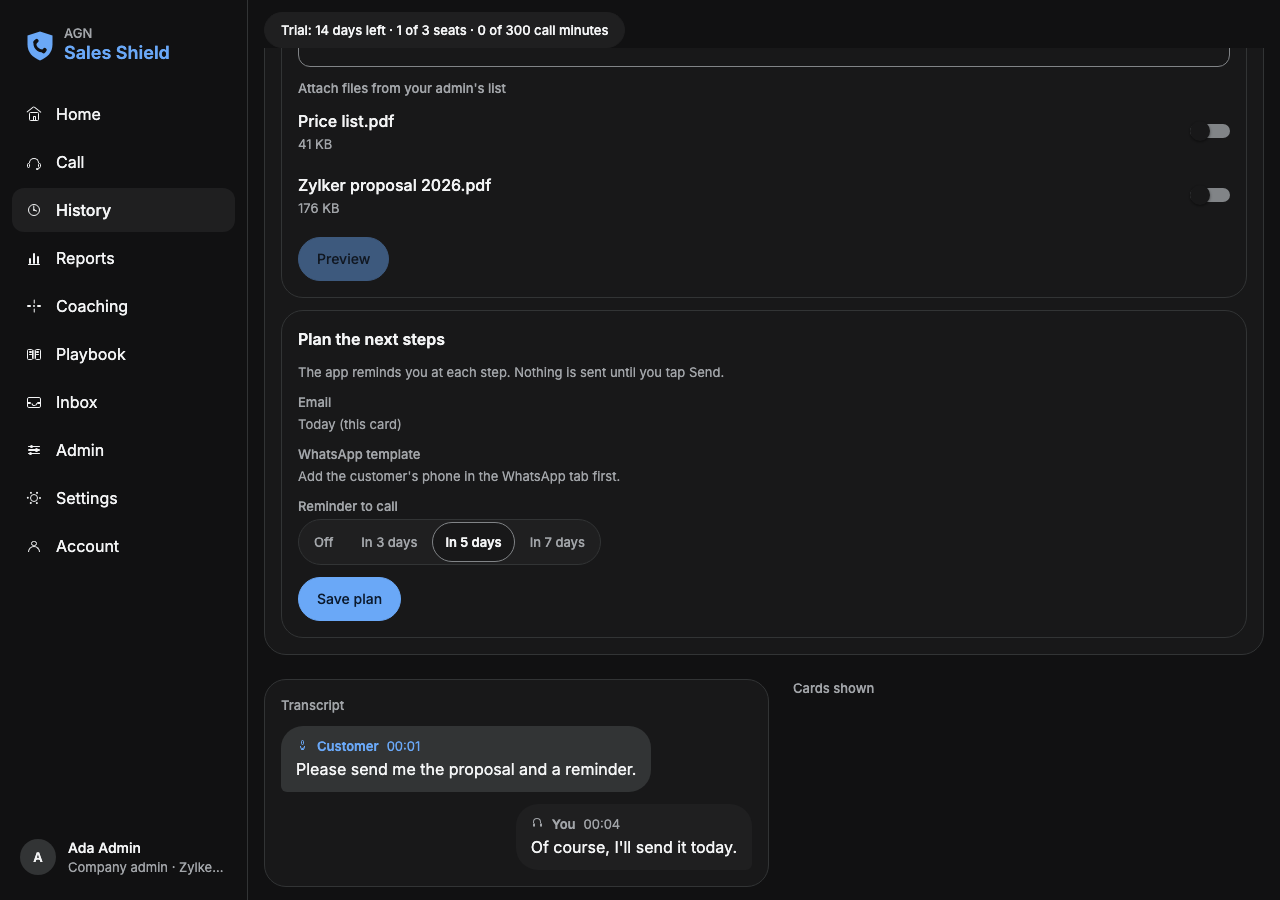 AGN
Sales Shield
Home
Call
History
Reports
Coaching
Playbook
Inbox
Admin
Settings
Account
A
Ada Admin
Company admin · Zylke...
Trial: 14 days left · 1 of 3 seats · 0 of 300 call minutes
Attach files from your admin's list
Price list.pdf
41 KB
Zylker proposal 2026.pdf
176 KB
Preview
Plan the next steps
The app reminds you at each step. Nothing is sent until you tap Send.
Email
Today (this card)
WhatsApp template
Add the customer's phone in the WhatsApp tab first.
Reminder to call
Off In 3 days In 5 days In 7 days
Save plan
Transcript
Customer 00:01
Please send me the proposal and a reminder.
You 00:04
Of course, I'll send it today.
Cards shown